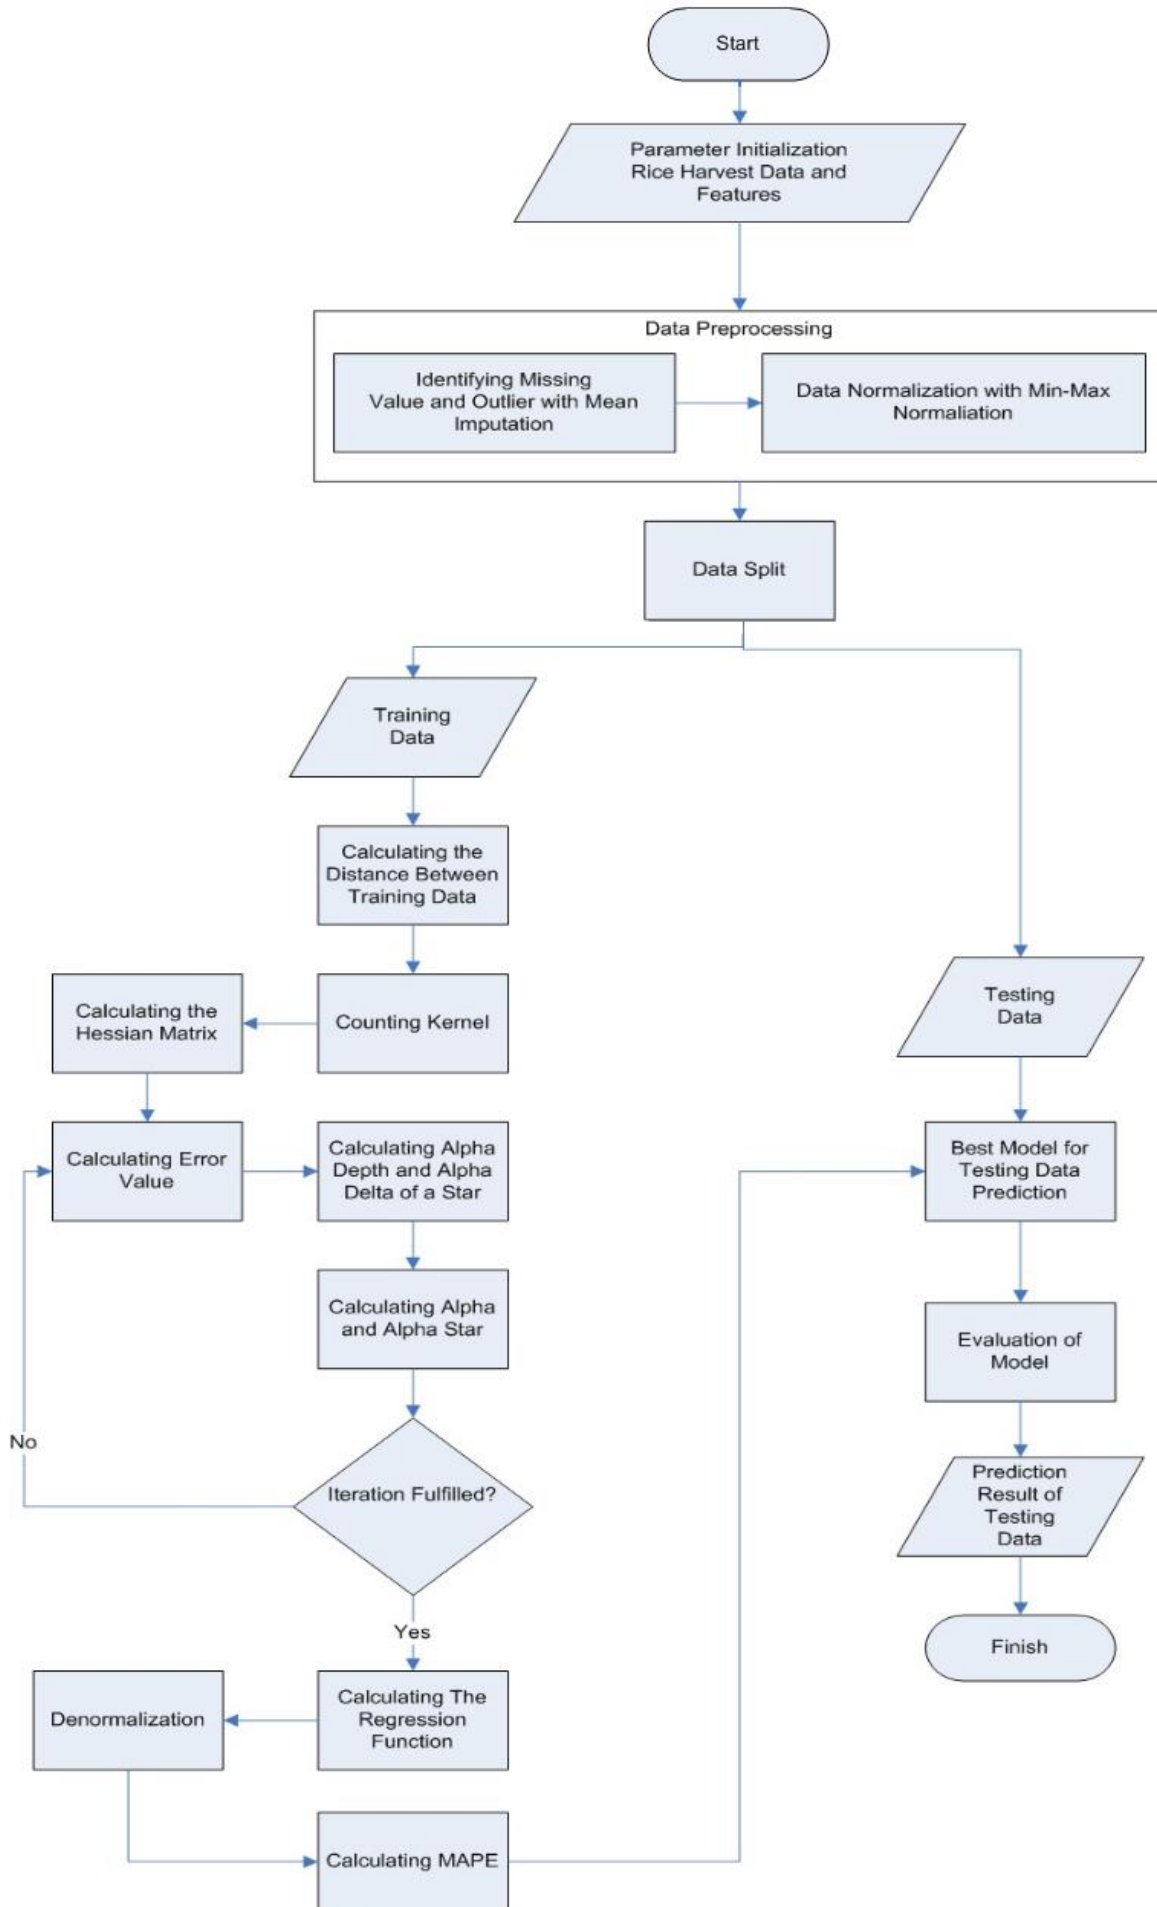 Start
Parameter Initialization
Rice Harvest Data and
Features
Data Preprocessing
Identifying Missing
Value and Outlier with Mean
Imputation
Data Normalization with Min-Max
Normaliation
Data Split
Training
Data
Calculating the
Distance Between
Training Data
Counting Kernel
Calculating the
Hessian Matrix
Calculating Error
Value
Calculating Alpha
Depth and Alpha
Delta of a Star
Calculating Alpha
and Alpha Star
Iteration Fulfilled?
No
Yes
Calculating The
Regression
Function
Denormalization
Calculating MAPE
Testing
Data
Best Model for
Testing Data
Prediction
Evaluation of
Model
Prediction
Result of
Testing
Data
Finish